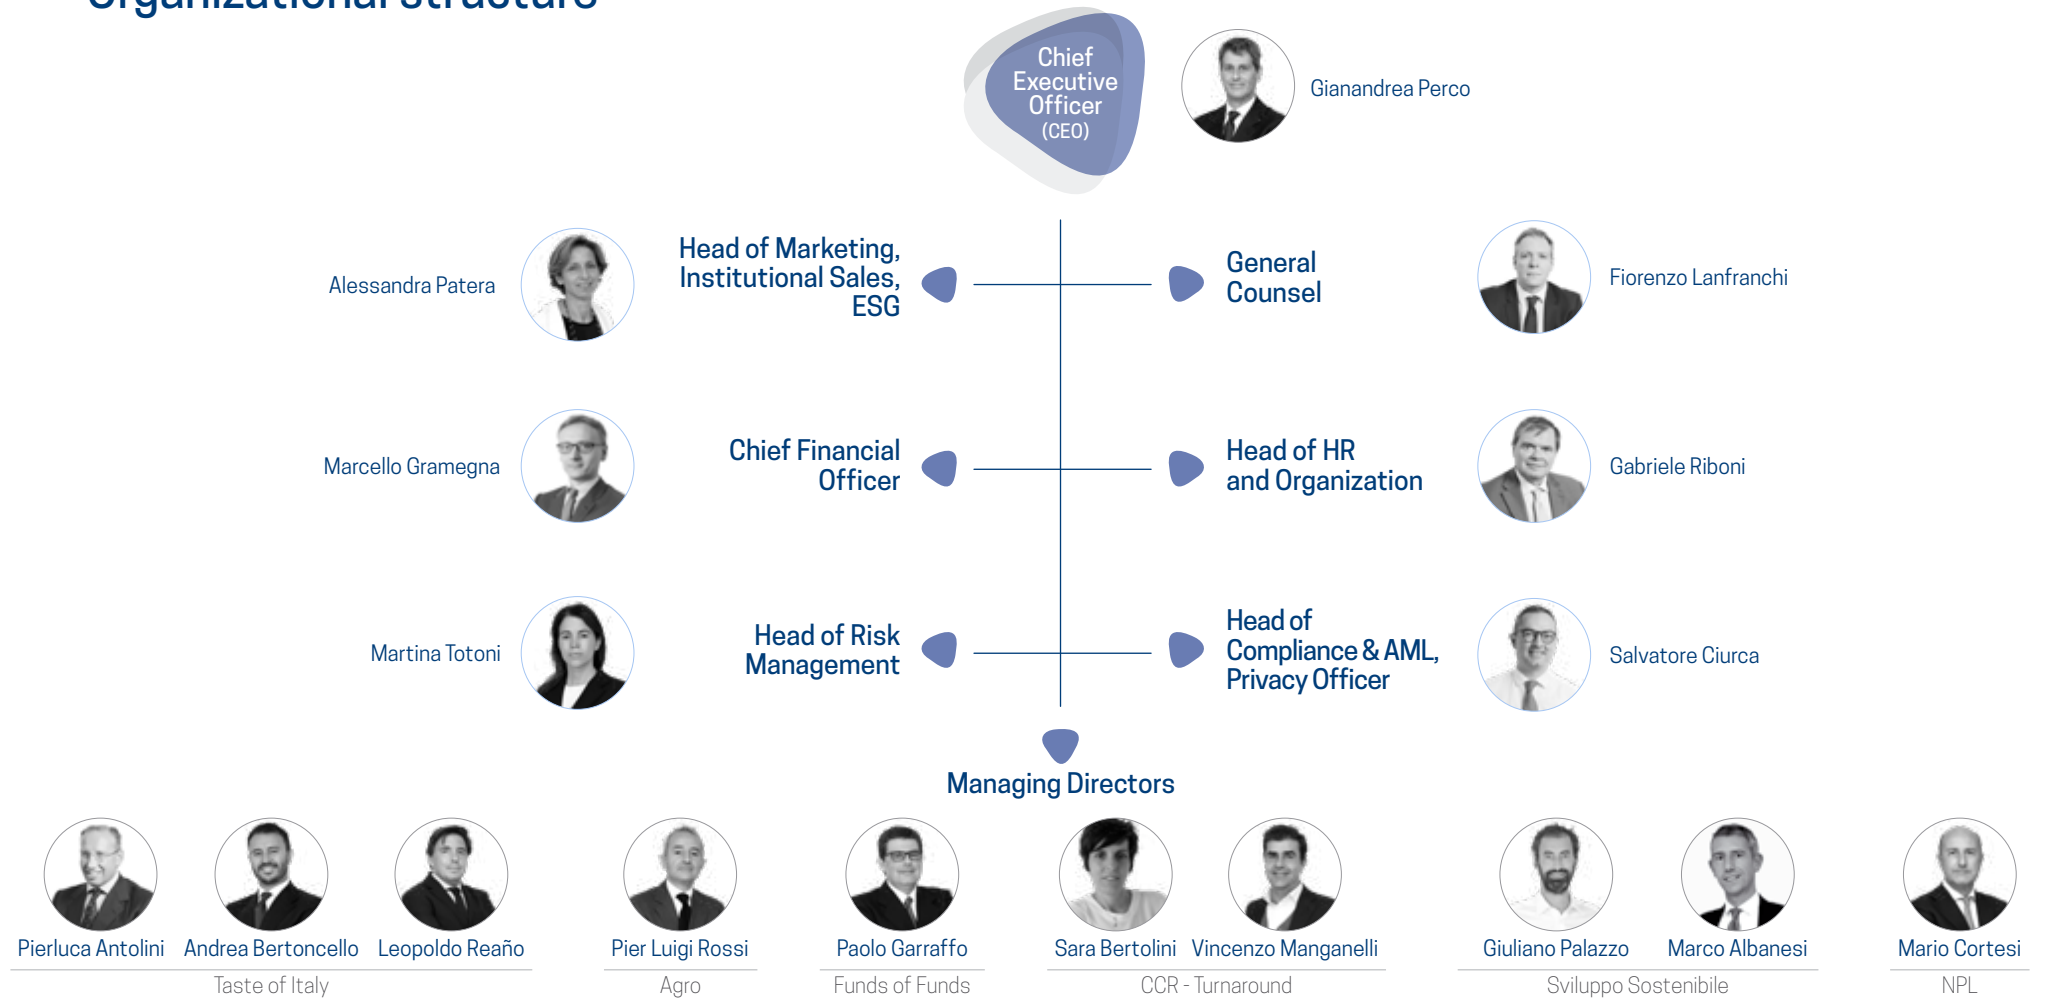 Organizational structure
Chief
Executive
Officer
(CEO)
Gianandrea Perco
Alessandra Patera
Head of Marketing,
Institutional Sales,
ESG
General
Counsel
Fiorenzo Lanfranchi
Marcello Gramegna
Chief Financial
Officer
Head of HR
and Organization
Gabriele Riboni
Martina Totoni
Head of Risk
Management
Head of
Compliance & AML,
Privacy Officer
Salvatore Ciurca
Managing Directors
Pierluca Antolini
Andrea Bertoncello
Leopoldo Reaño
Taste of Italy
Pier Luigi Rossi
Agro
Paolo Garraffo
Funds of Funds
Sara Bertolini
Vincenzo Manganelli
CCR - Turnaround
Giuliano Palazzo
Marco Albanesi
Sviluppo Sostenibile
Mario Cortesi
NPL